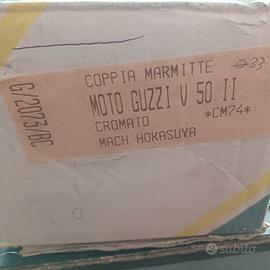 G/2073/BC
COPPIA MARMITTE
Ø33
MOTO GUZZI V 50 II
CROMATO
*CM74*
MACH HOKASUYA
subito